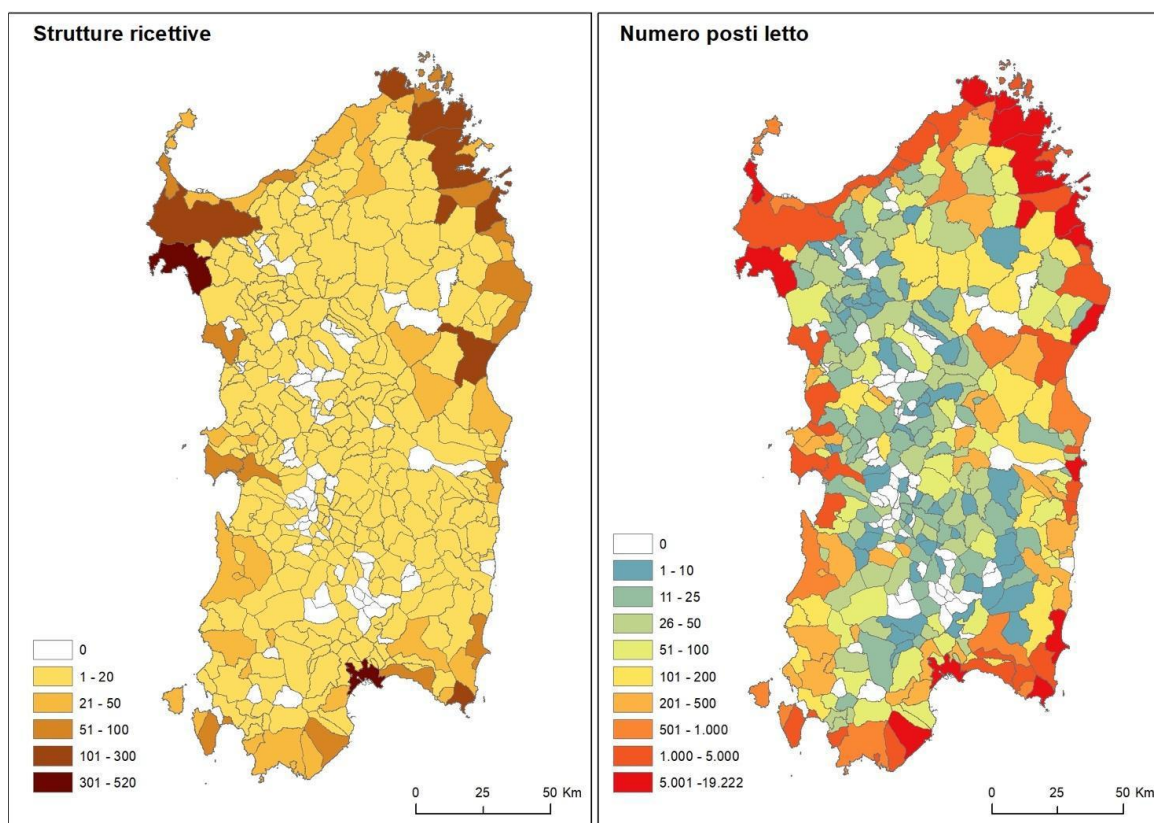 Strutture ricettive
0
1 - 20
21 - 50
51 - 100
101 - 300
301 - 520
0 25 50 Km
Numero posti letto
0
1 - 10
11 - 25
26 - 50
51 - 100
101 - 200
201 - 500
501 - 1.000
1.000 - 5.000
5.001 -19.222
0 25 50 Km